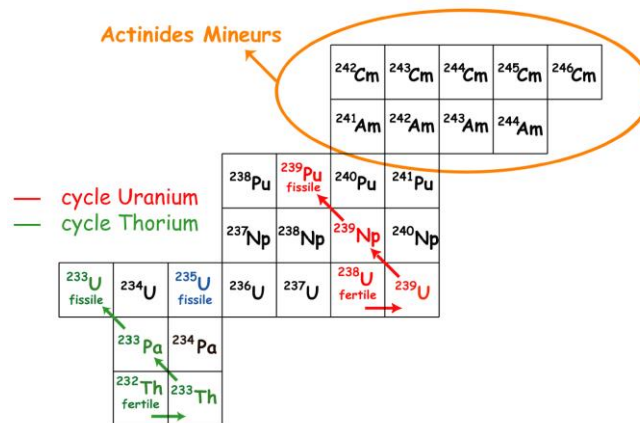 Actinides Mineurs
²⁴²Cm ²⁴³Cm ²⁴⁴Cm ²⁴⁵Cm ²⁴⁶Cm
²⁴¹Am ²⁴²Am ²⁴³Am ²⁴⁴Am
²³⁸Pu ²³⁹Pu ²⁴⁰Pu ²⁴¹Pu
fissile
cycle Uranium
cycle Thorium
²³⁷Np ²³⁸Np ²³⁹Np ²⁴⁰Np
²³³U ²³⁴U ²³⁵U ²³⁶U ²³⁷U ²³⁸U ²³⁹U
fissile fissile fertile
²³³Pa ²³⁴Pa
²³²Th ²³³Th
fertile